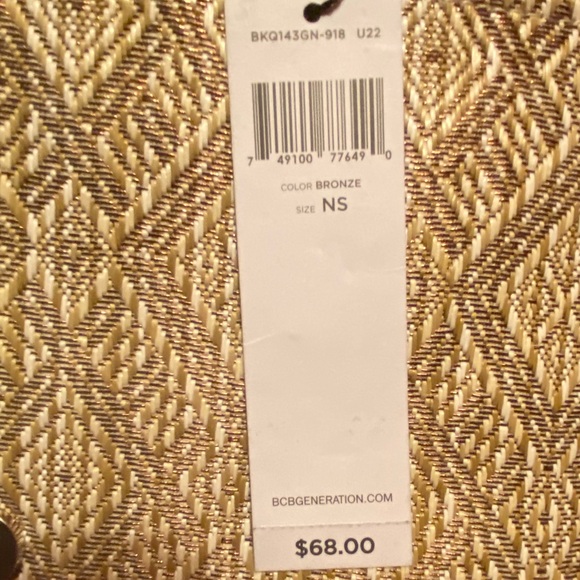 BKQ143GN-918 U22
7 49100 77649 0
COLOR BRONZE
SIZE NS
BCBGENERATION.COM
$68.00